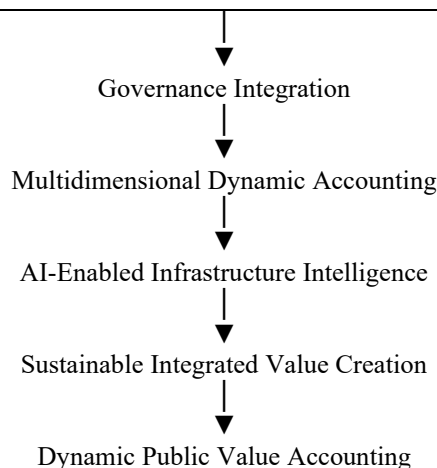 Governance Integration
Multidimensional Dynamic Accounting
AI-Enabled Infrastructure Intelligence
Sustainable Integrated Value Creation
Dynamic Public Value Accounting